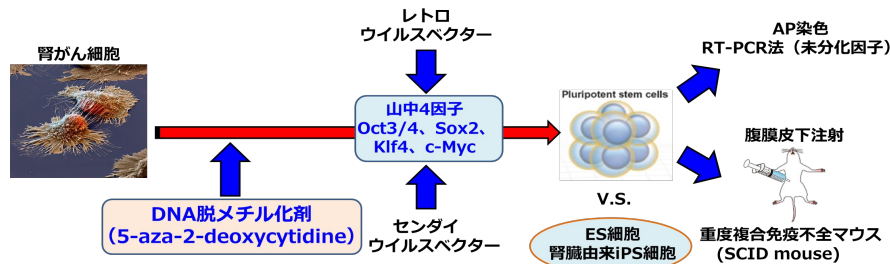 レトロ
ウイルスベクター
腎がん細胞
山中4因子
Oct3/4、Sox2、
Klf4、c-Myc
DNA脱メチル化剤
（5-aza-2-deoxycytidine）
センダイ
ウイルスベクター
Pluripotent stem cells
V.S.
ES細胞
腎臓由来iPS細胞
AP染色
RT-PCR法（未分化因子）
腹膜皮下注射
重度複合免疫不全マウス
(SCID mouse)